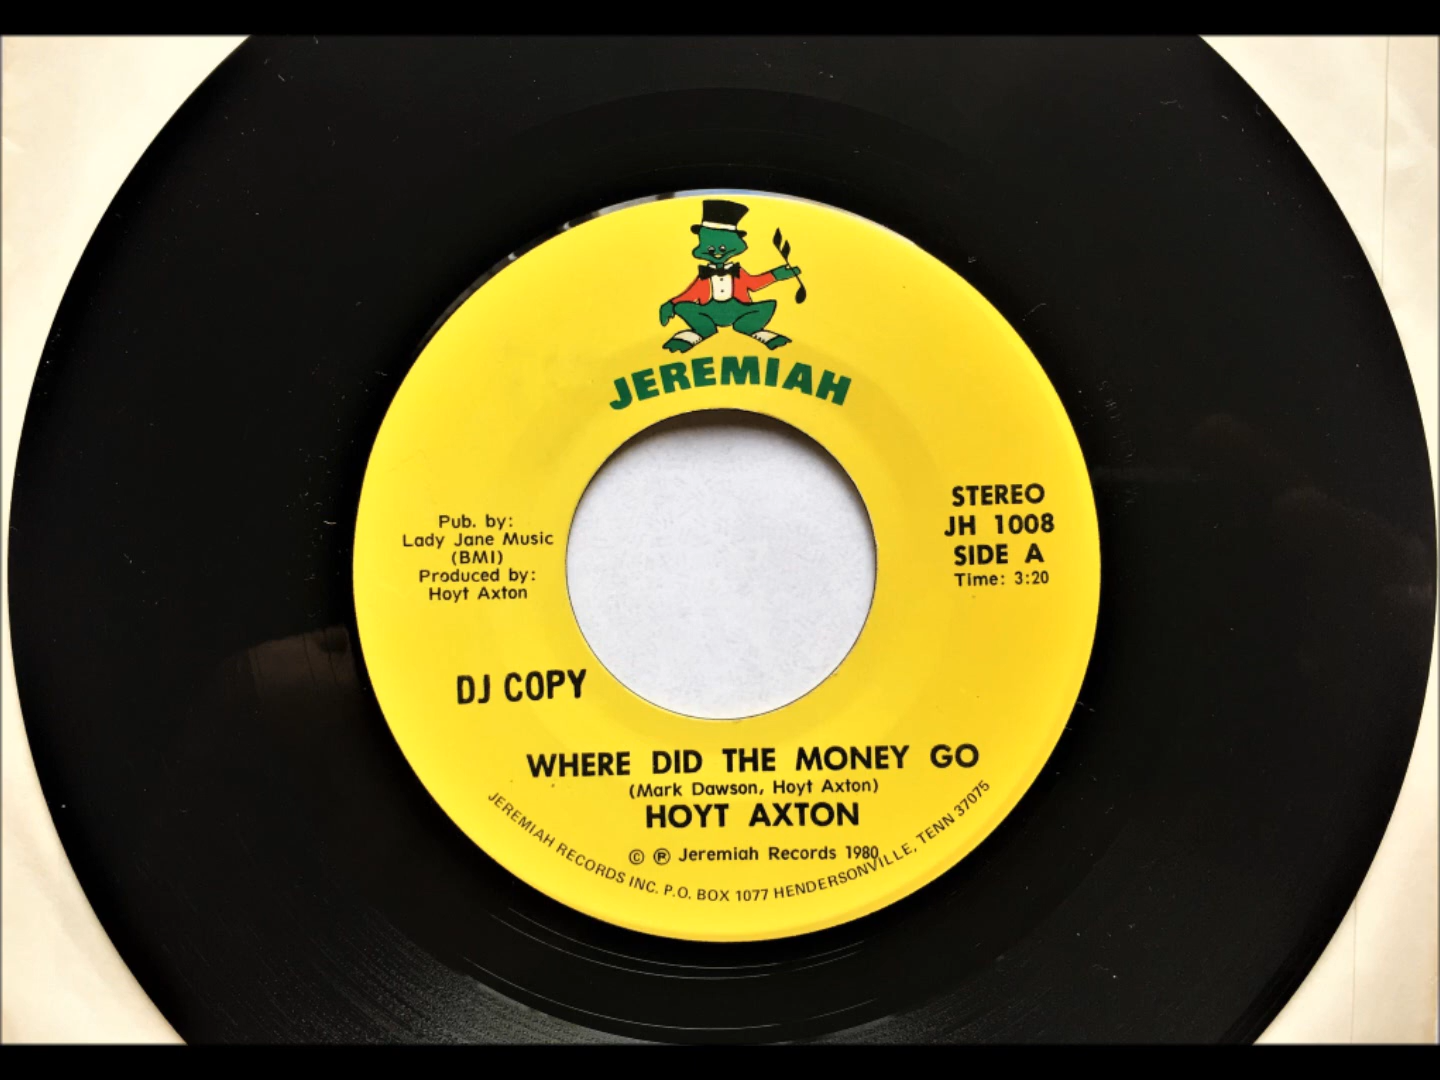 JEREMIAH
STEREO
JH 1008
SIDE A
Time: 3:20
Pub. by:
Lady Jane Music
(BMI)
Produced by:
Hoyt Axton
DJ COPY
WHERE DID THE MONEY GO
(Mark Dawson, Hoyt Axton)
HOYT AXTON
© ® Jeremiah Records 1980
JEREMIAH RECORDS INC. P.O. BOX 1077 HENDERSONVILLE, TENN 37075